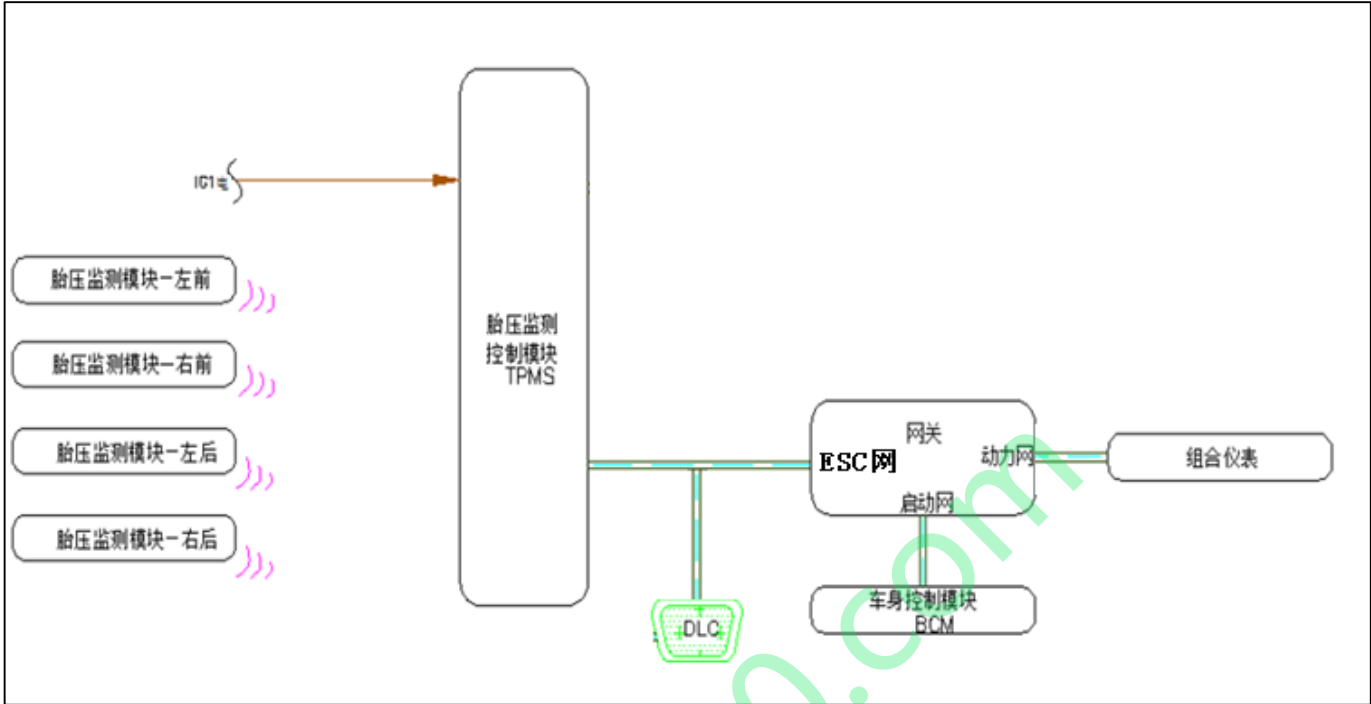 IG1电
胎压监测模块-左前
胎压监测模块-右前
胎压监测模块-左后
胎压监测模块-右后
胎压监测
控制模块
TPMS
DLC
网关
ESC网
动力网
启动网
组合仪表
车身控制模块
BCM
0.com